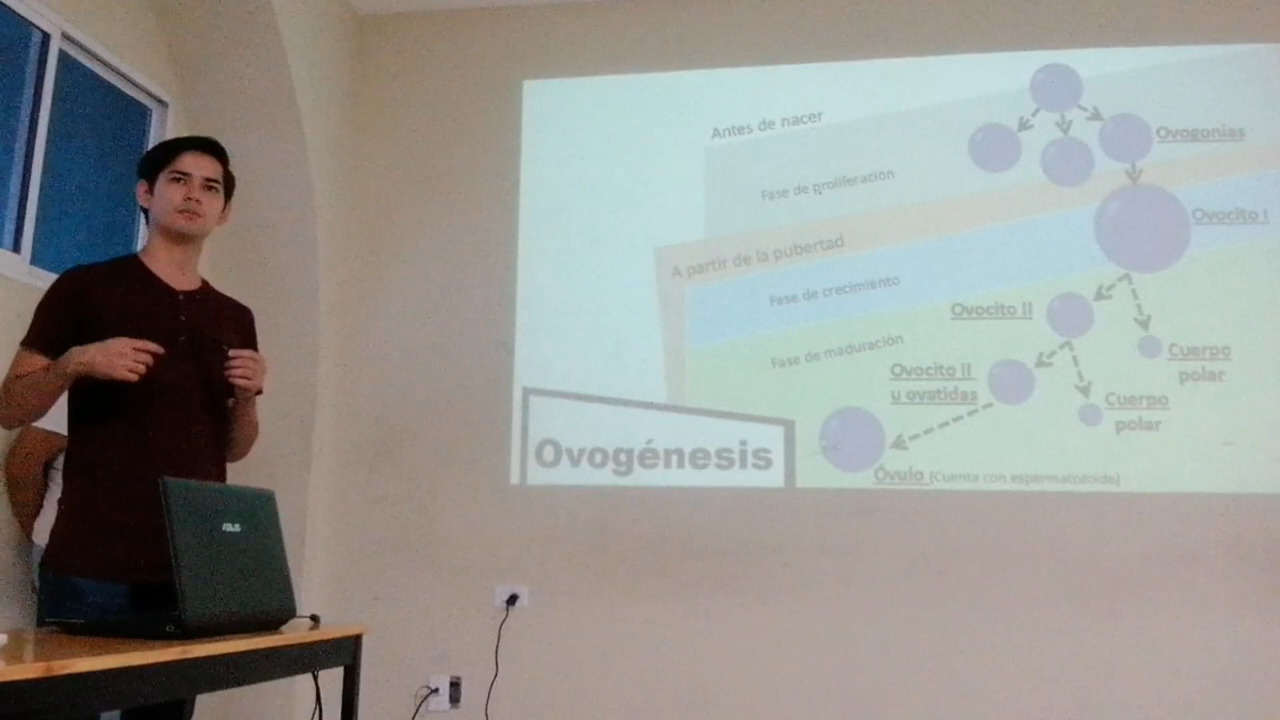 Antes de nacer
Ovogonias
Fase de proliferación
Ovocito I
A partir de la pubertad
Fase de crecimiento
Ovocito II
Fase de maduración
Cuerpo
polar
Ovocito II
u ovatidas
Cuerpo
polar
Ovogénesis
Óvulo (Cuenta con espermatozoide)
ASUS